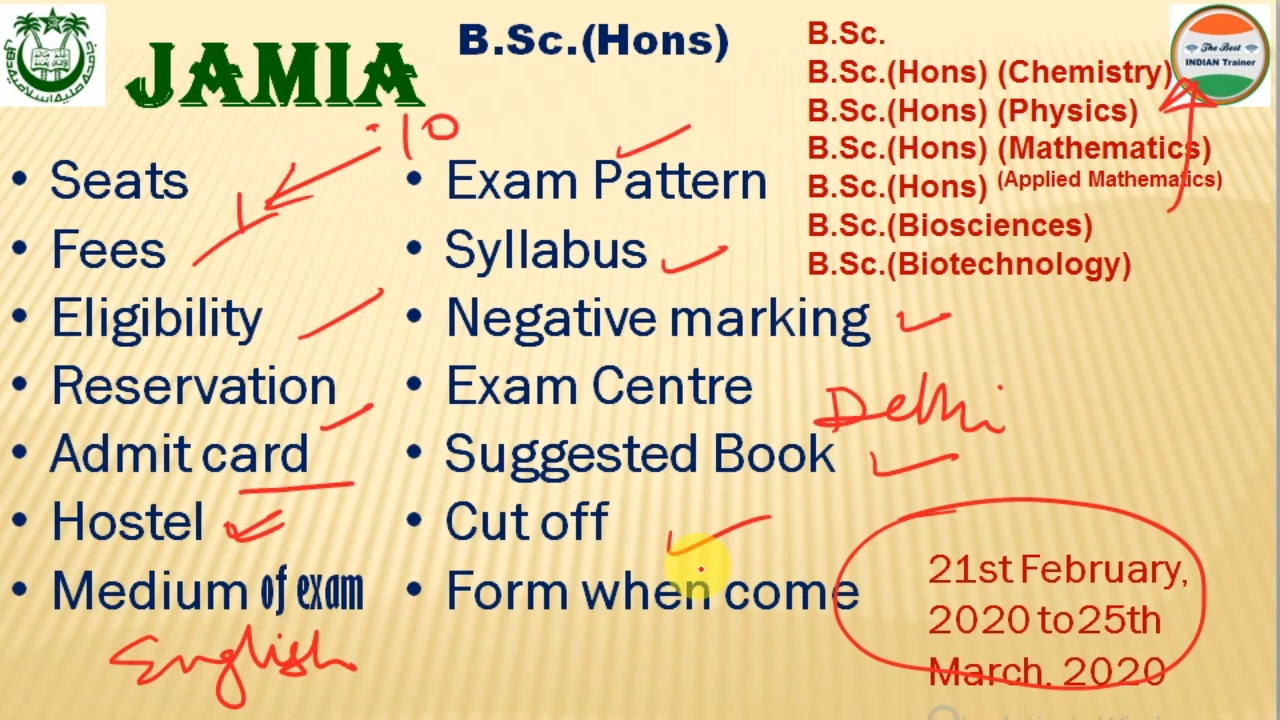 JAMIA
B.Sc.(Hons)
• Seats
• Fees
• Eligibility
• Reservation
• Admit card
• Hostel
• Medium of exam
English
10
• Exam Pattern
• Syllabus
• Negative marking
• Exam Centre
Delhi
• Suggested Book
• Cut off
• Form when come
B.Sc.
B.Sc.(Hons) (Chemistry)
B.Sc.(Hons) (Physics)
B.Sc.(Hons) (Mathematics)
B.Sc.(Hons) (Applied Mathematics)
B.Sc.(Biosciences)
B.Sc.(Biotechnology)
The Best
INDIAN Trainer
21st February,
2020 to 25th
March, 2020